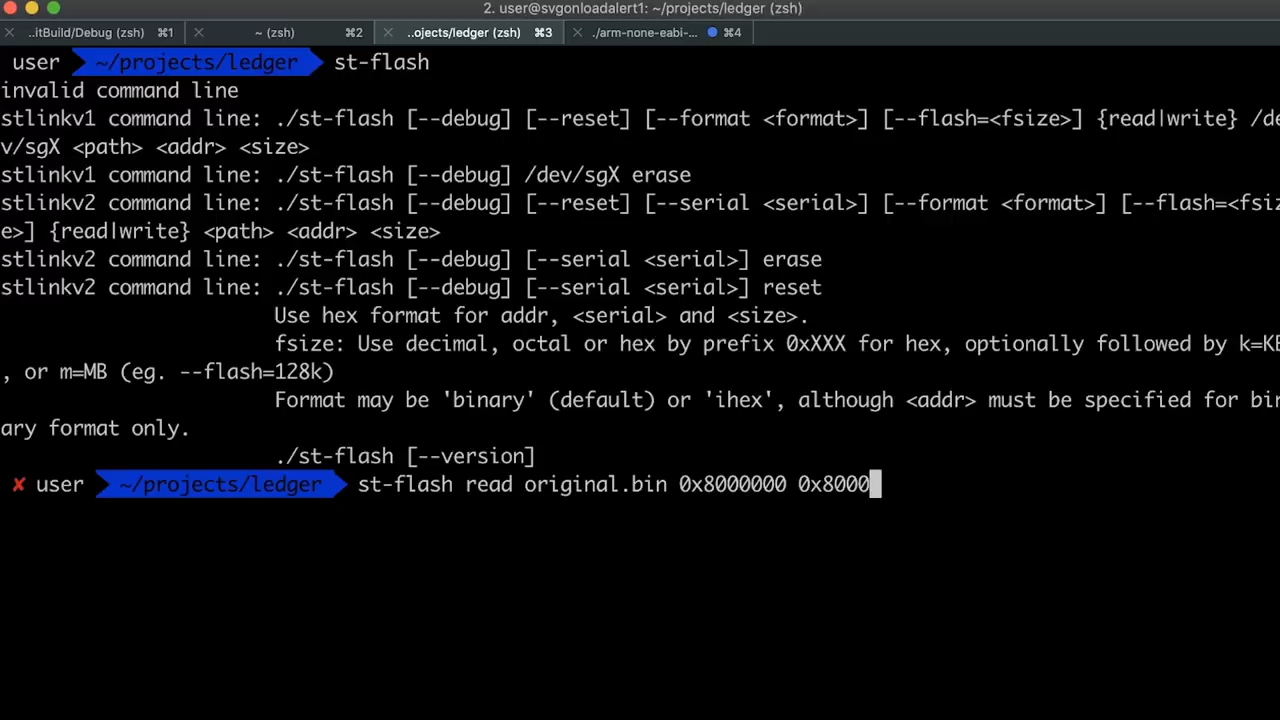 2. user@svgonloadalert1: ~/projects/ledger (zsh)
..itBuild/Debug (zsh) ⌘1 ~ (zsh) ⌘2 ..ojects/ledger (zsh) ⌘3 ./arm-none-eabi-... ⌘4
user ~/projects/ledger st-flash
invalid command line
stlinkv1 command line: ./st-flash [--debug] [--reset] [--format <format>] [--flash=<fsize>] {read|write} /de
v/sgX <path> <addr> <size>
stlinkv1 command line: ./st-flash [--debug] /dev/sgX erase
stlinkv2 command line: ./st-flash [--debug] [--reset] [--serial <serial>] [--format <format>] [--flash=<fsiz
e>] {read|write} <path> <addr> <size>
stlinkv2 command line: ./st-flash [--debug] [--serial <serial>] erase
stlinkv2 command line: ./st-flash [--debug] [--serial <serial>] reset
Use hex format for addr, <serial> and <size>.
fsize: Use decimal, octal or hex by prefix 0xXXX for hex, optionally followed by k=KB
, or m=MB (eg. --flash=128k)
Format may be 'binary' (default) or 'ihex', although <addr> must be specified for bin
ary format only.
./st-flash [--version]
✘ user ~/projects/ledger st-flash read original.bin 0x8000000 0x8000